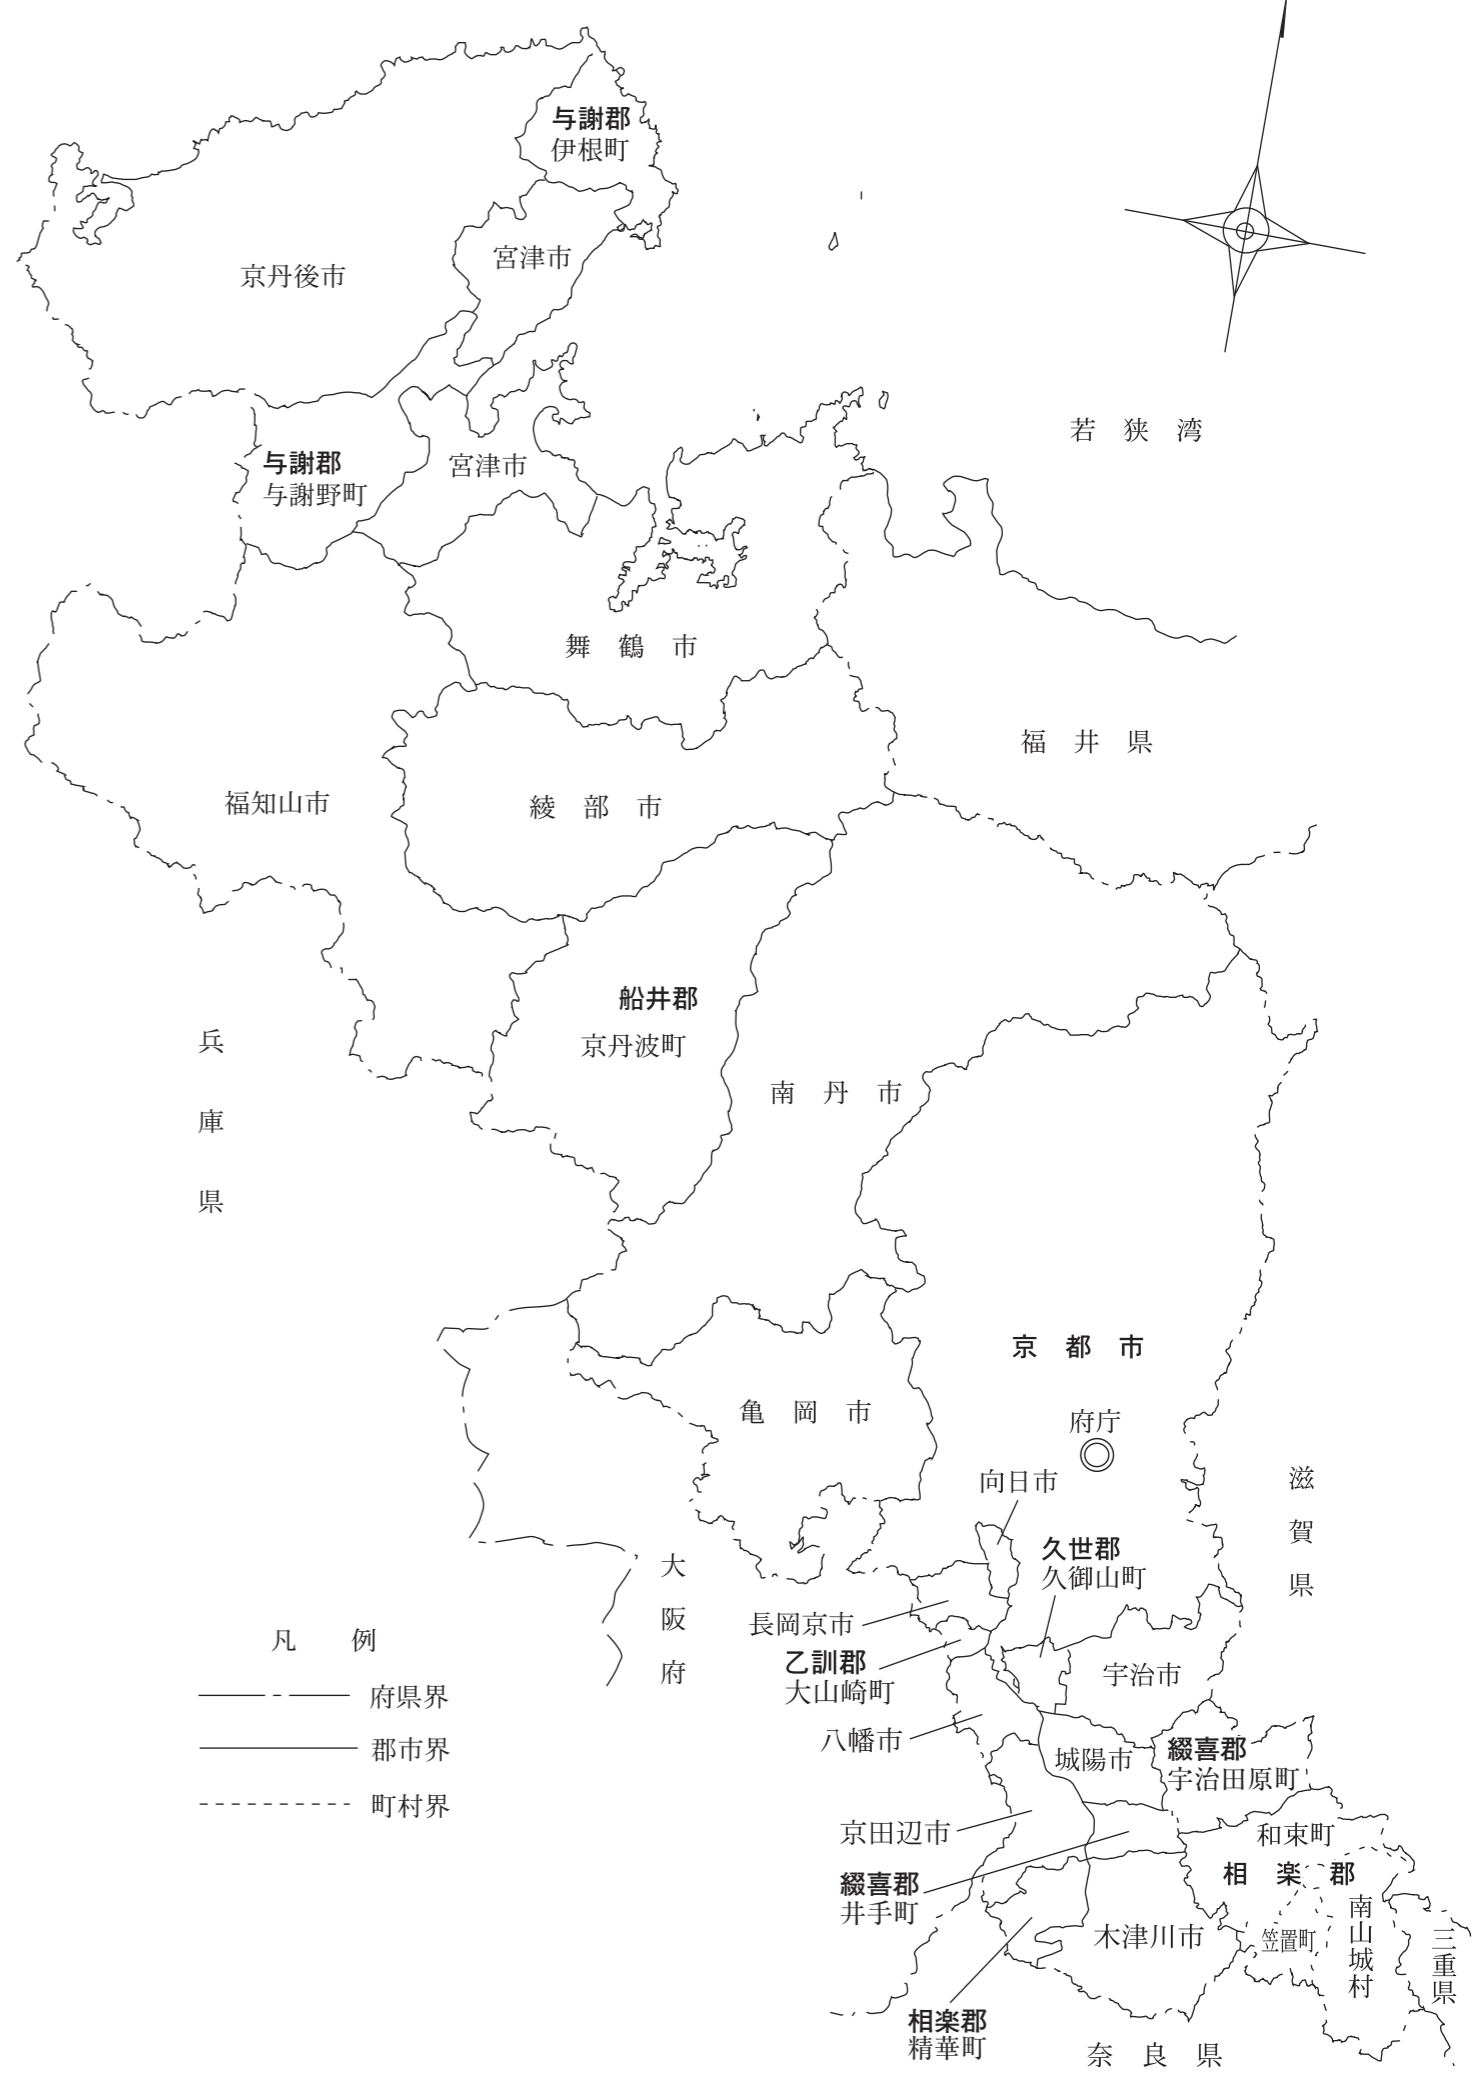 与謝郡
伊根町
宮津市
京丹後市
若狭湾
与謝郡
与謝野町
宮津市
舞鶴市
福井県
福知山市
綾部市
船井郡
京丹波町
兵庫県
南丹市
京都市
亀岡市
府庁
向日市
滋賀県
久世郡
久御山町
大阪府
長岡京市
乙訓郡
大山崎町
宇治市
八幡市
城陽市
綴喜郡
宇治田原町
凡例
府県界
郡市界
町村界
京田辺市
和束町
相楽郡
綴喜郡
井手町
南山城村
笠置町
木津川市
三重県
相楽郡
精華町
奈良県